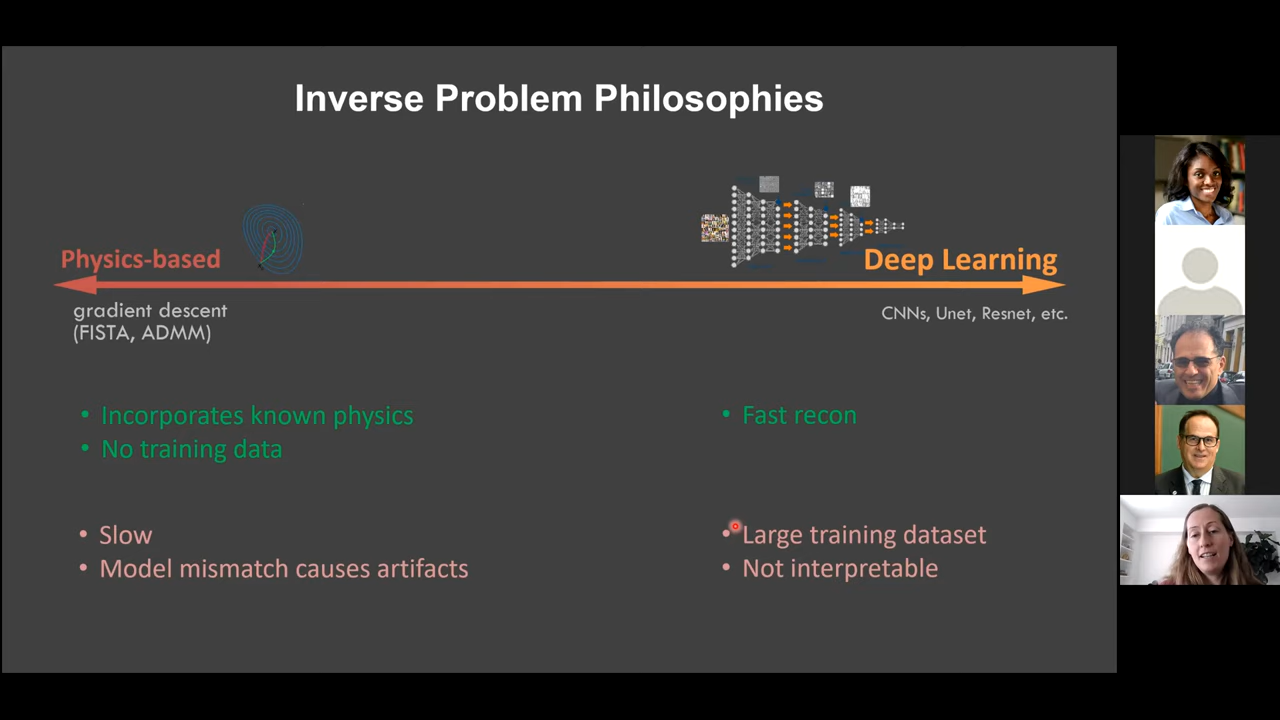 Inverse Problem Philosophies
Physics-based
Deep Learning
gradient descent
(FISTA, ADMM)
CNNs, Unet, Resnet, etc.
• Incorporates known physics
• No training data
• Fast recon
• Slow
• Model mismatch causes artifacts
• Large training dataset
• Not interpretable